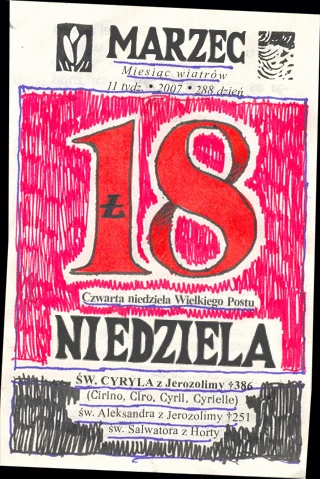 MARZEC
Miesiąc wiatrów
11 tydz. • 2007 • 288 dzień
18
Ł
Czwarta niedziela Wielkiego Postu
NIEDZIELA
ŚW. CYRYLA z Jerozolimy †386
(Cirino, Ciro, Cyril, Cyrielle)
św. Aleksandra z Jerozolimy †251
św. Salwatora z Horty